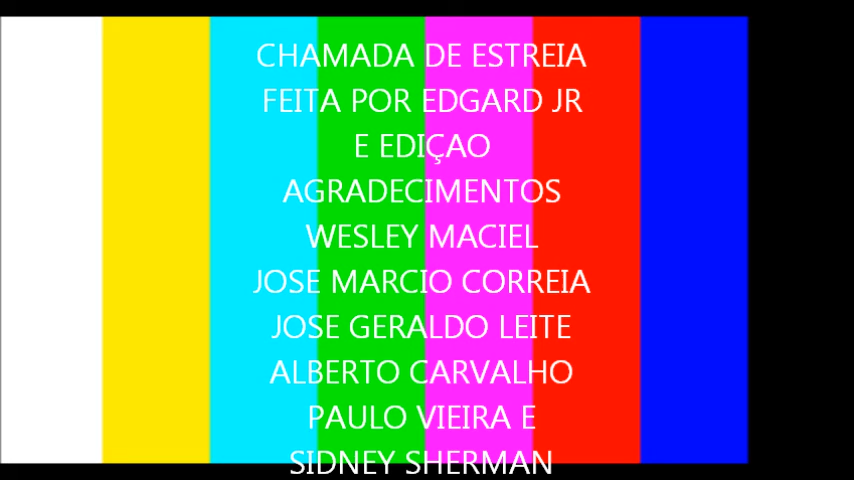 CHAMADA DE ESTREIA
FEITA POR EDGARD JR
E EDIÇAO
AGRADECIMENTOS
WESLEY MACIEL
JOSE MARCIO CORREIA
JOSE GERALDO LEITE
ALBERTO CARVALHO
PAULO VIEIRA E
SIDNEY SHERMAN